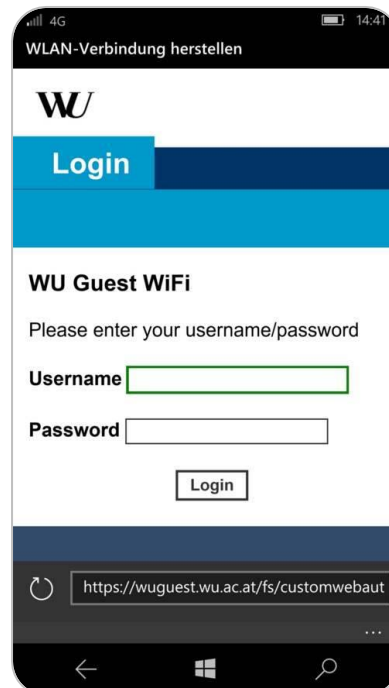 4G 14:41
WLAN-Verbindung herstellen
WU
Login
WU Guest WiFi
Please enter your username/password
Username
Password
Login
https://wuguest.wu.ac.at/fs/customwebaut
...